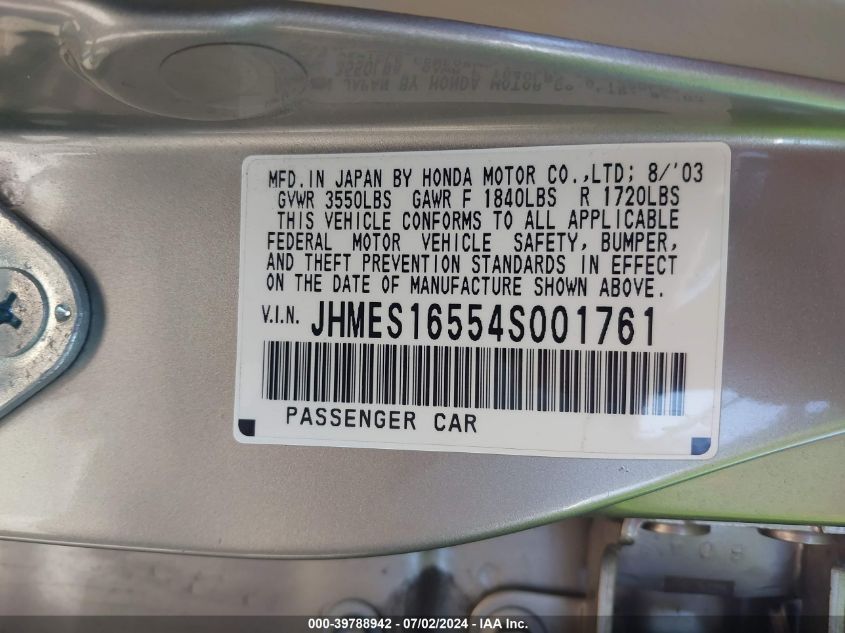 MFD. IN JAPAN BY HONDA MOTOR CO.,LTD; 8/'03
GVWR 3550LBS GAWR F 1840LBS R 1720LBS
THIS VEHICLE CONFORMS TO ALL APPLICABLE
FEDERAL MOTOR VEHICLE SAFETY, BUMPER,
AND THEFT PREVENTION STANDARDS IN EFFECT
ON THE DATE OF MANUFACTURE SHOWN ABOVE.
V.I.N. JHMES16554S001761
PASSENGER CAR
000-39788942 - 07/02/2024 - IAA Inc.